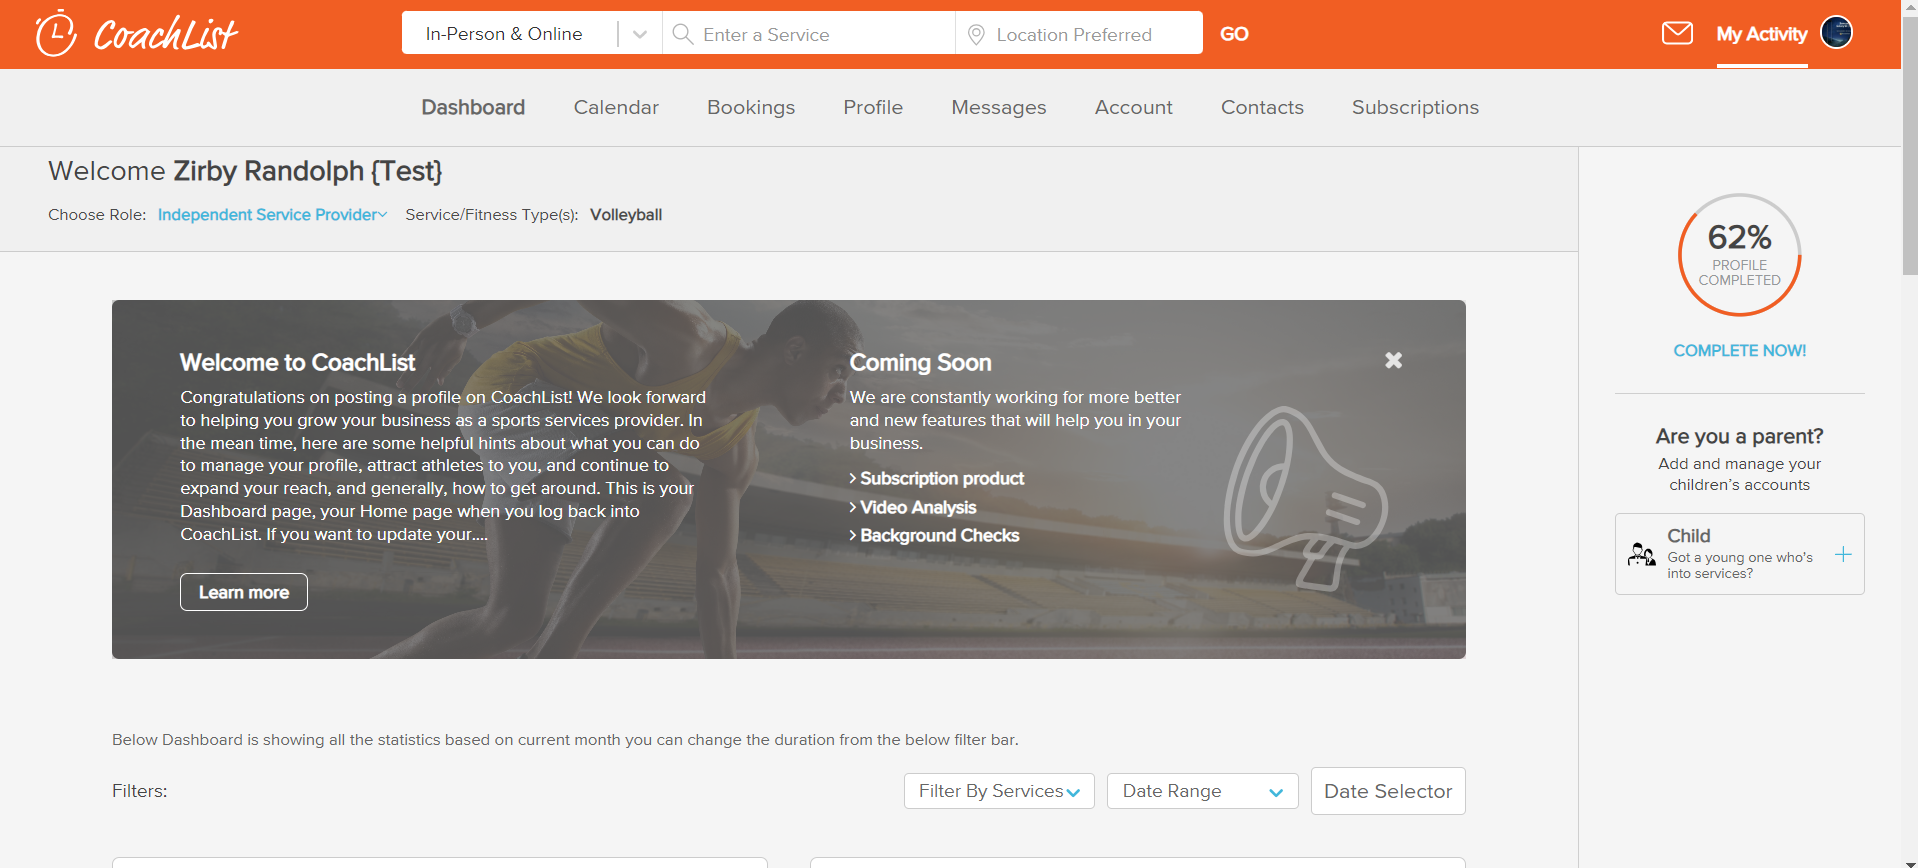 CoachList
In-Person & Online
Enter a Service
Location Preferred
GO
My Activity
Dashboard
Calendar
Bookings
Profile
Messages
Account
Contacts
Subscriptions
Welcome Zirby Randolph {Test}
Choose Role: Independent Service Provider Service/Fitness Type(s): Volleyball
62%
PROFILE
COMPLETED
COMPLETE NOW!
Are you a parent?
Add and manage your
children's accounts
Child
Got a young one who's
into services?
Welcome to CoachList
Congratulations on posting a profile on CoachList! We look forward
to helping you grow your business as a sports services provider. In
the mean time, here are some helpful hints about what you can do
to manage your profile, attract athletes to you, and continue to
expand your reach, and generally, how to get around. This is your
Dashboard page, your Home page when you log back into
CoachList. If you want to update your....
Learn more
Coming Soon
We are constantly working for more better
and new features that will help you in your
business.
Subscription product
Video Analysis
Background Checks
Below Dashboard is showing all the statistics based on current month you can change the duration from the below filter bar.
Filters:
Filter By Services
Date Range
Date Selector